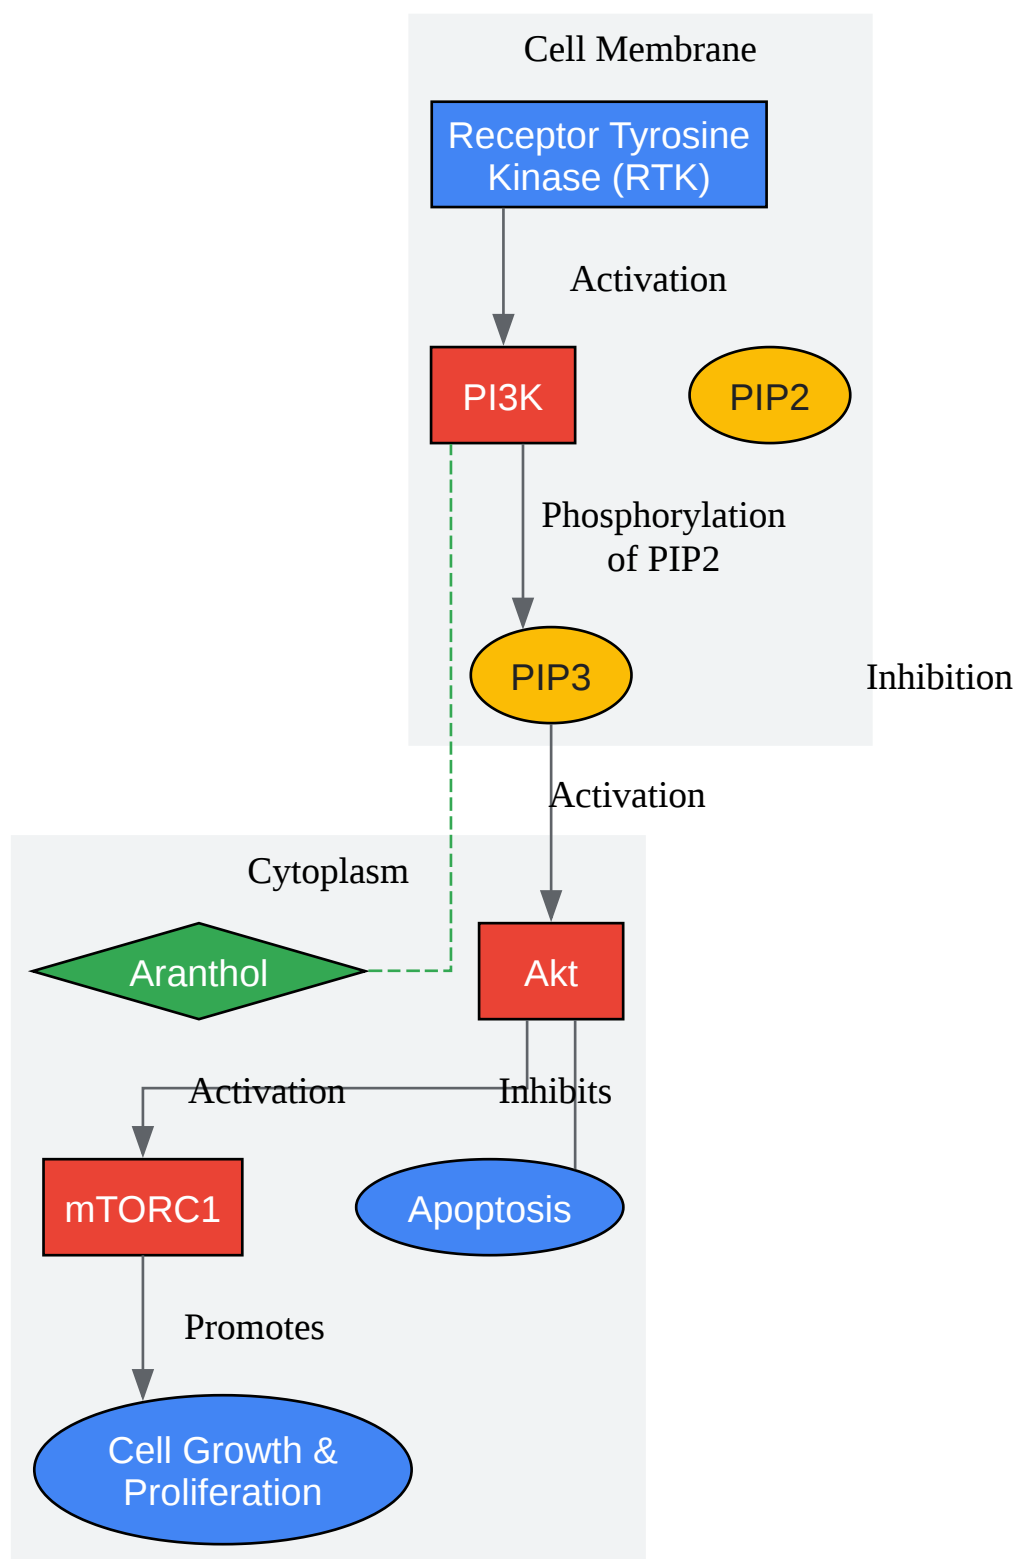 Cell Membrane
Receptor Tyrosine
Kinase (RTK)
Activation
PI3K
PIP2
Phosphorylation
of PIP2
PIP3
Inhibition
Activation
Cytoplasm
Aranthol
Akt
Activation
Inhibits
mTORC1
Apoptosis
Promotes
Cell Growth &
Proliferation